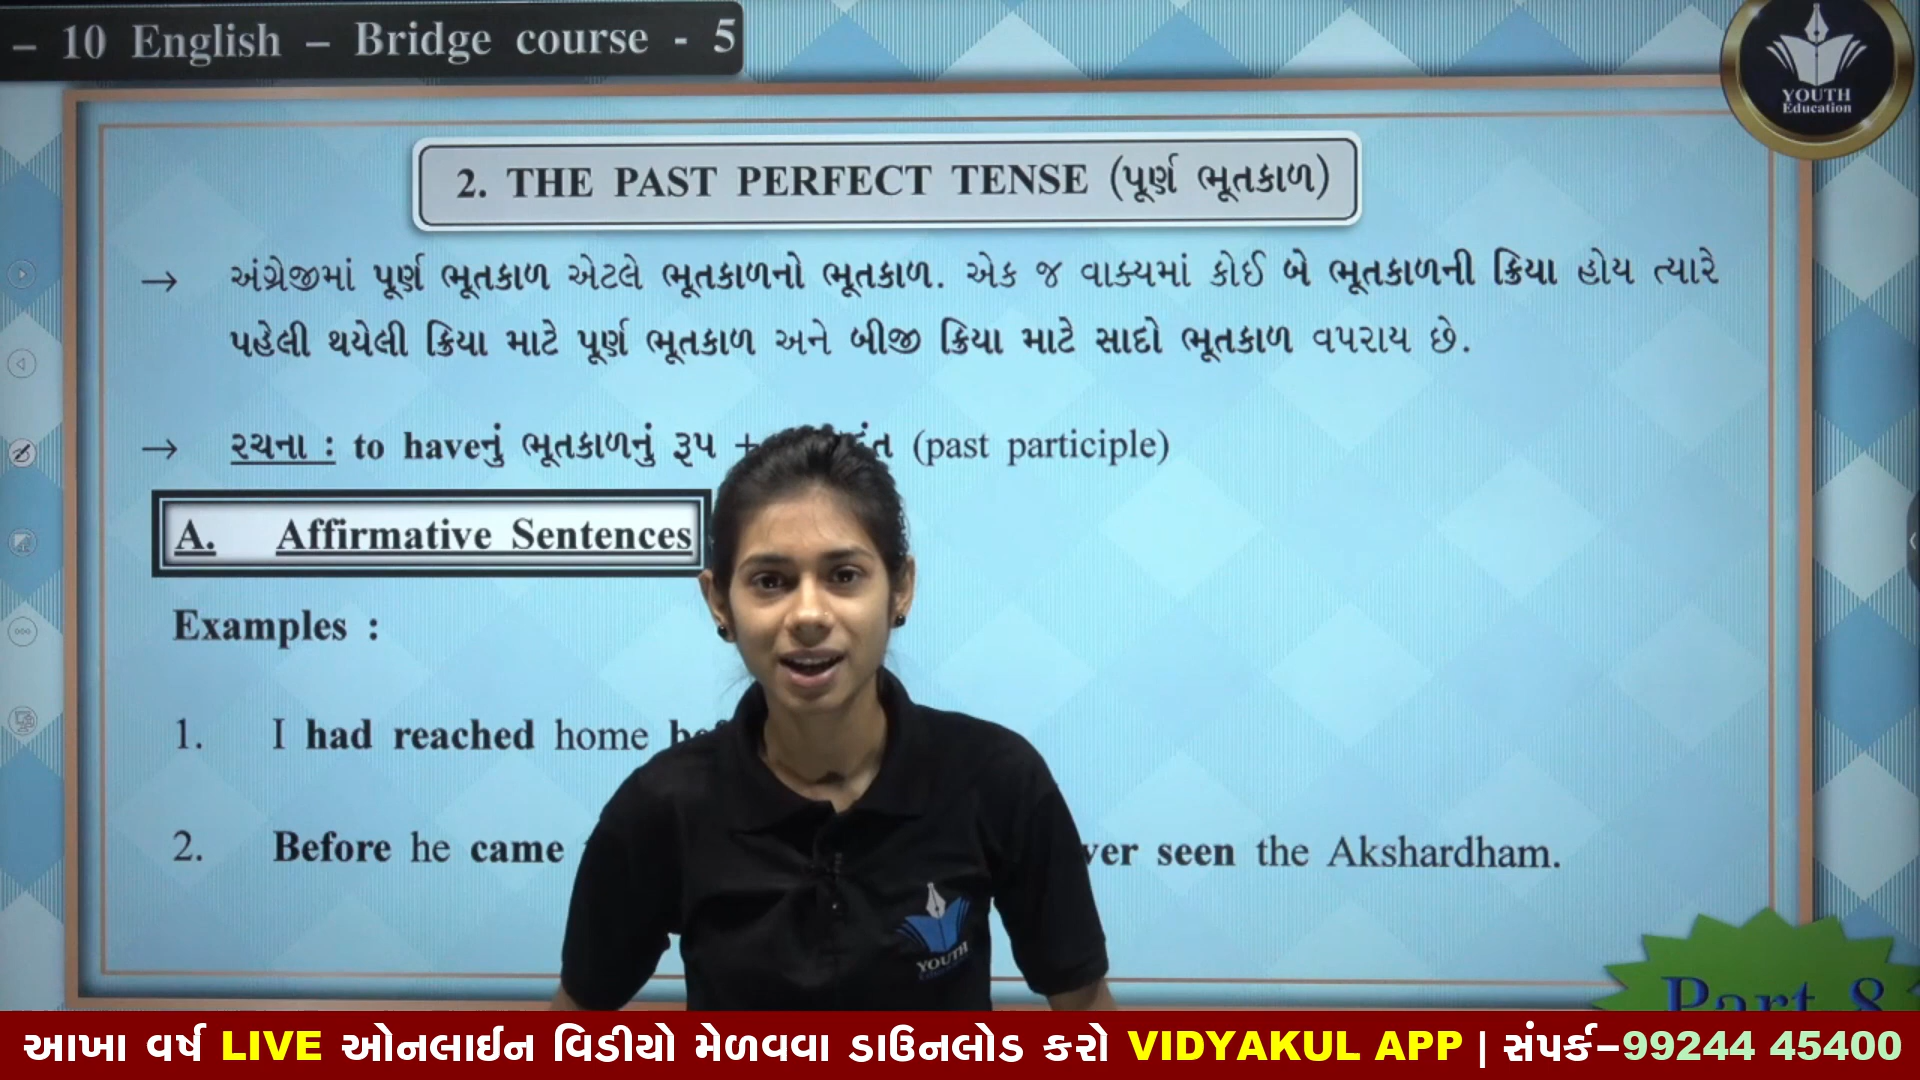 – 10 English – Bridge course - 5
YOUTH
Education
2. THE PAST PERFECT TENSE (પૂર્ણ ભૂતકાળ)
→ અંગ્રેજીમાં પૂર્ણ ભૂતકાળ એટલે ભૂતકાળનો ભૂતકાળ. એક જ વાક્યમાં કોઈ બે ભૂતકાળની ક્રિયા હોય ત્યારે
પહેલી થયેલી ક્રિયા માટે પૂર્ણ ભૂતકાળ અને બીજી ક્રિયા માટે સાદો ભૂતકાળ વપરાય છે.
→ રચના : to haveનું ભૂતકાળનું રૂપ + (past participle)
A. Affirmative Sentences
Examples :
1. I had reached home
2. Before he came seen the Akshardham.
YOUTH
Part 8
આખા વર્ષ LIVE ઓનલાઈન વિડીયો મેળવવા ડાઉનલોડ કરો VIDYAKUL APP | સંપર્ક–99244 45400